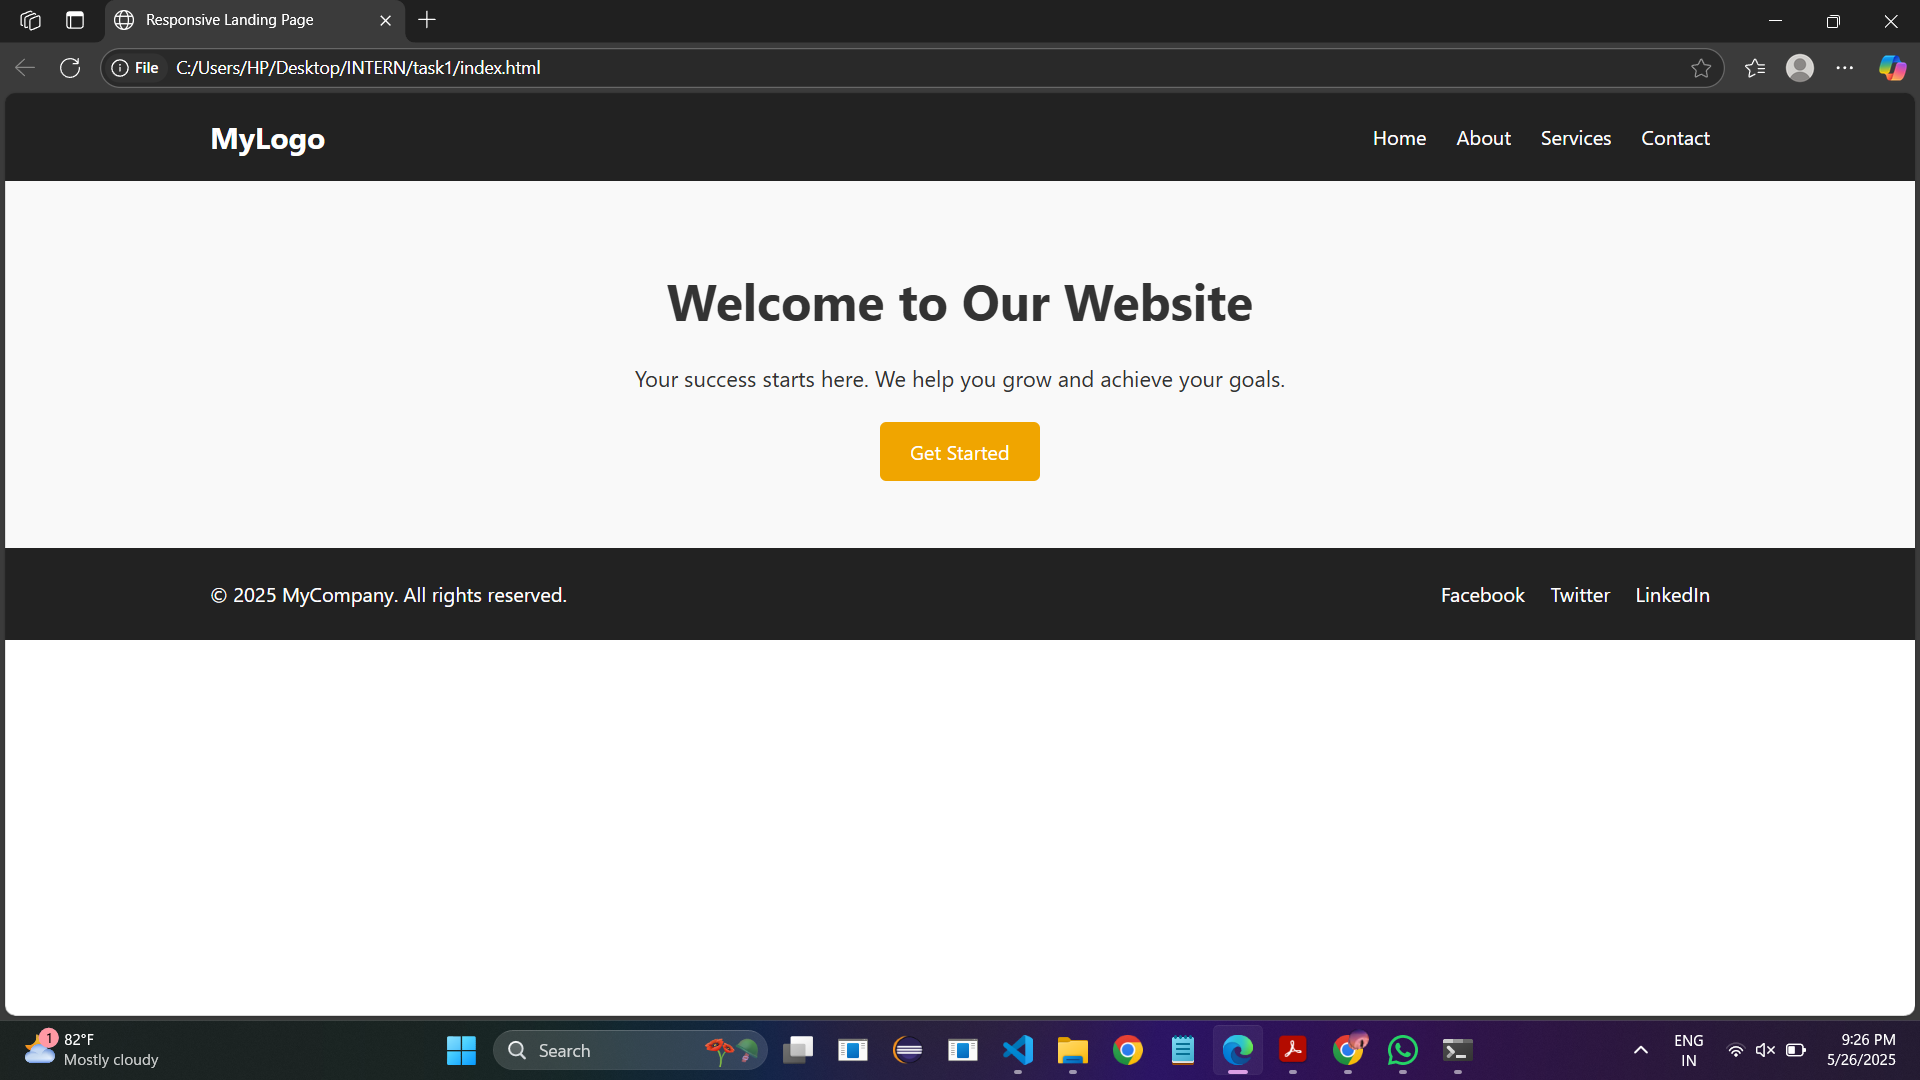 Responsive Landing Page
File C:/Users/HP/Desktop/INTERN/task1/index.html
MyLogo
Home About Services Contact
Welcome to Our Website
Your success starts here. We help you grow and achieve your goals.
Get Started
© 2025 MyCompany. All rights reserved.
Facebook Twitter LinkedIn
1
82°F
Mostly cloudy
Search
ENG
IN
9:26 PM
5/26/2025